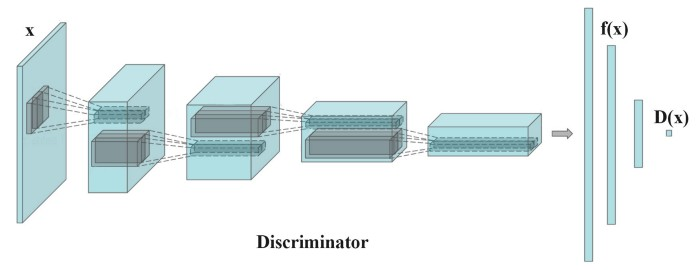 x
f(x)
D(x)
Discriminator